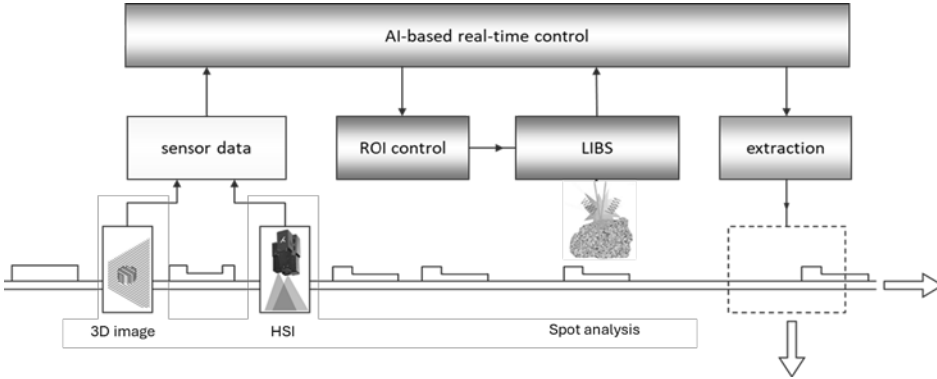 AI-based real-time control
sensor data
ROI control
LIBS
extraction
3D image
HSI
Spot analysis